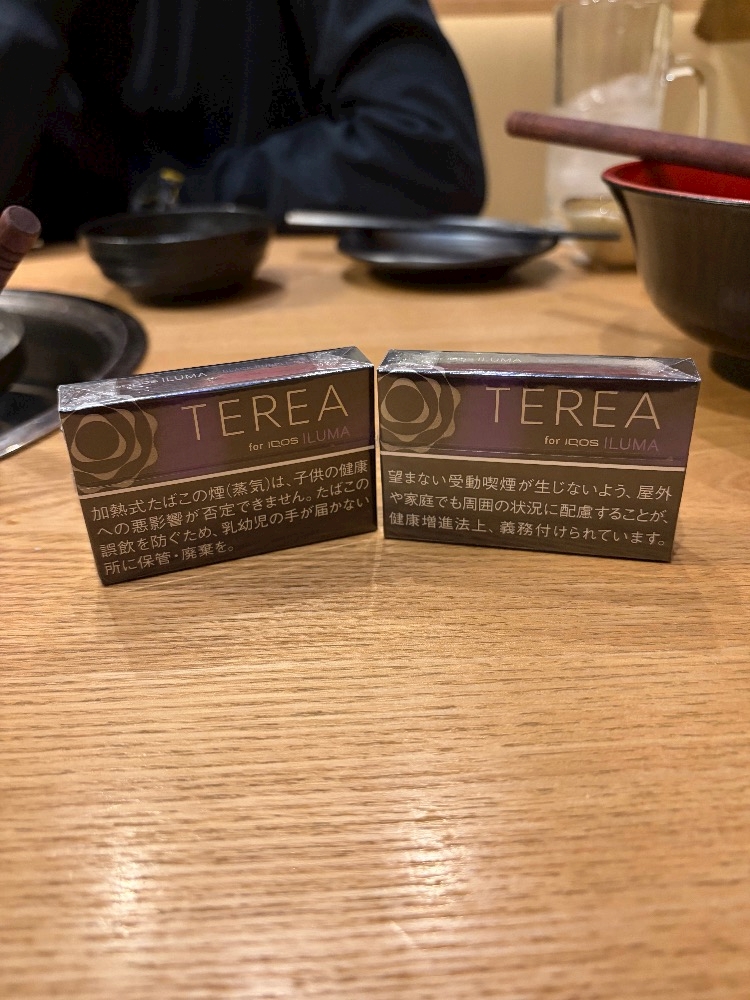 IQOS ILUMA
TEREA
for IQOS ILUMA
加熱式たばこの煙(蒸気)は、子供の健康
への悪影響が否定できません。たばこの
誤飲を防ぐため、乳幼児の手が届かない
所に保管・廃棄を。
IQOS ILUMA
TEREA
for IQOS ILUMA
望まない受動喫煙が生じないよう、屋外
や家庭でも周囲の状況に配慮することが、
健康増進法上、義務付けられています。